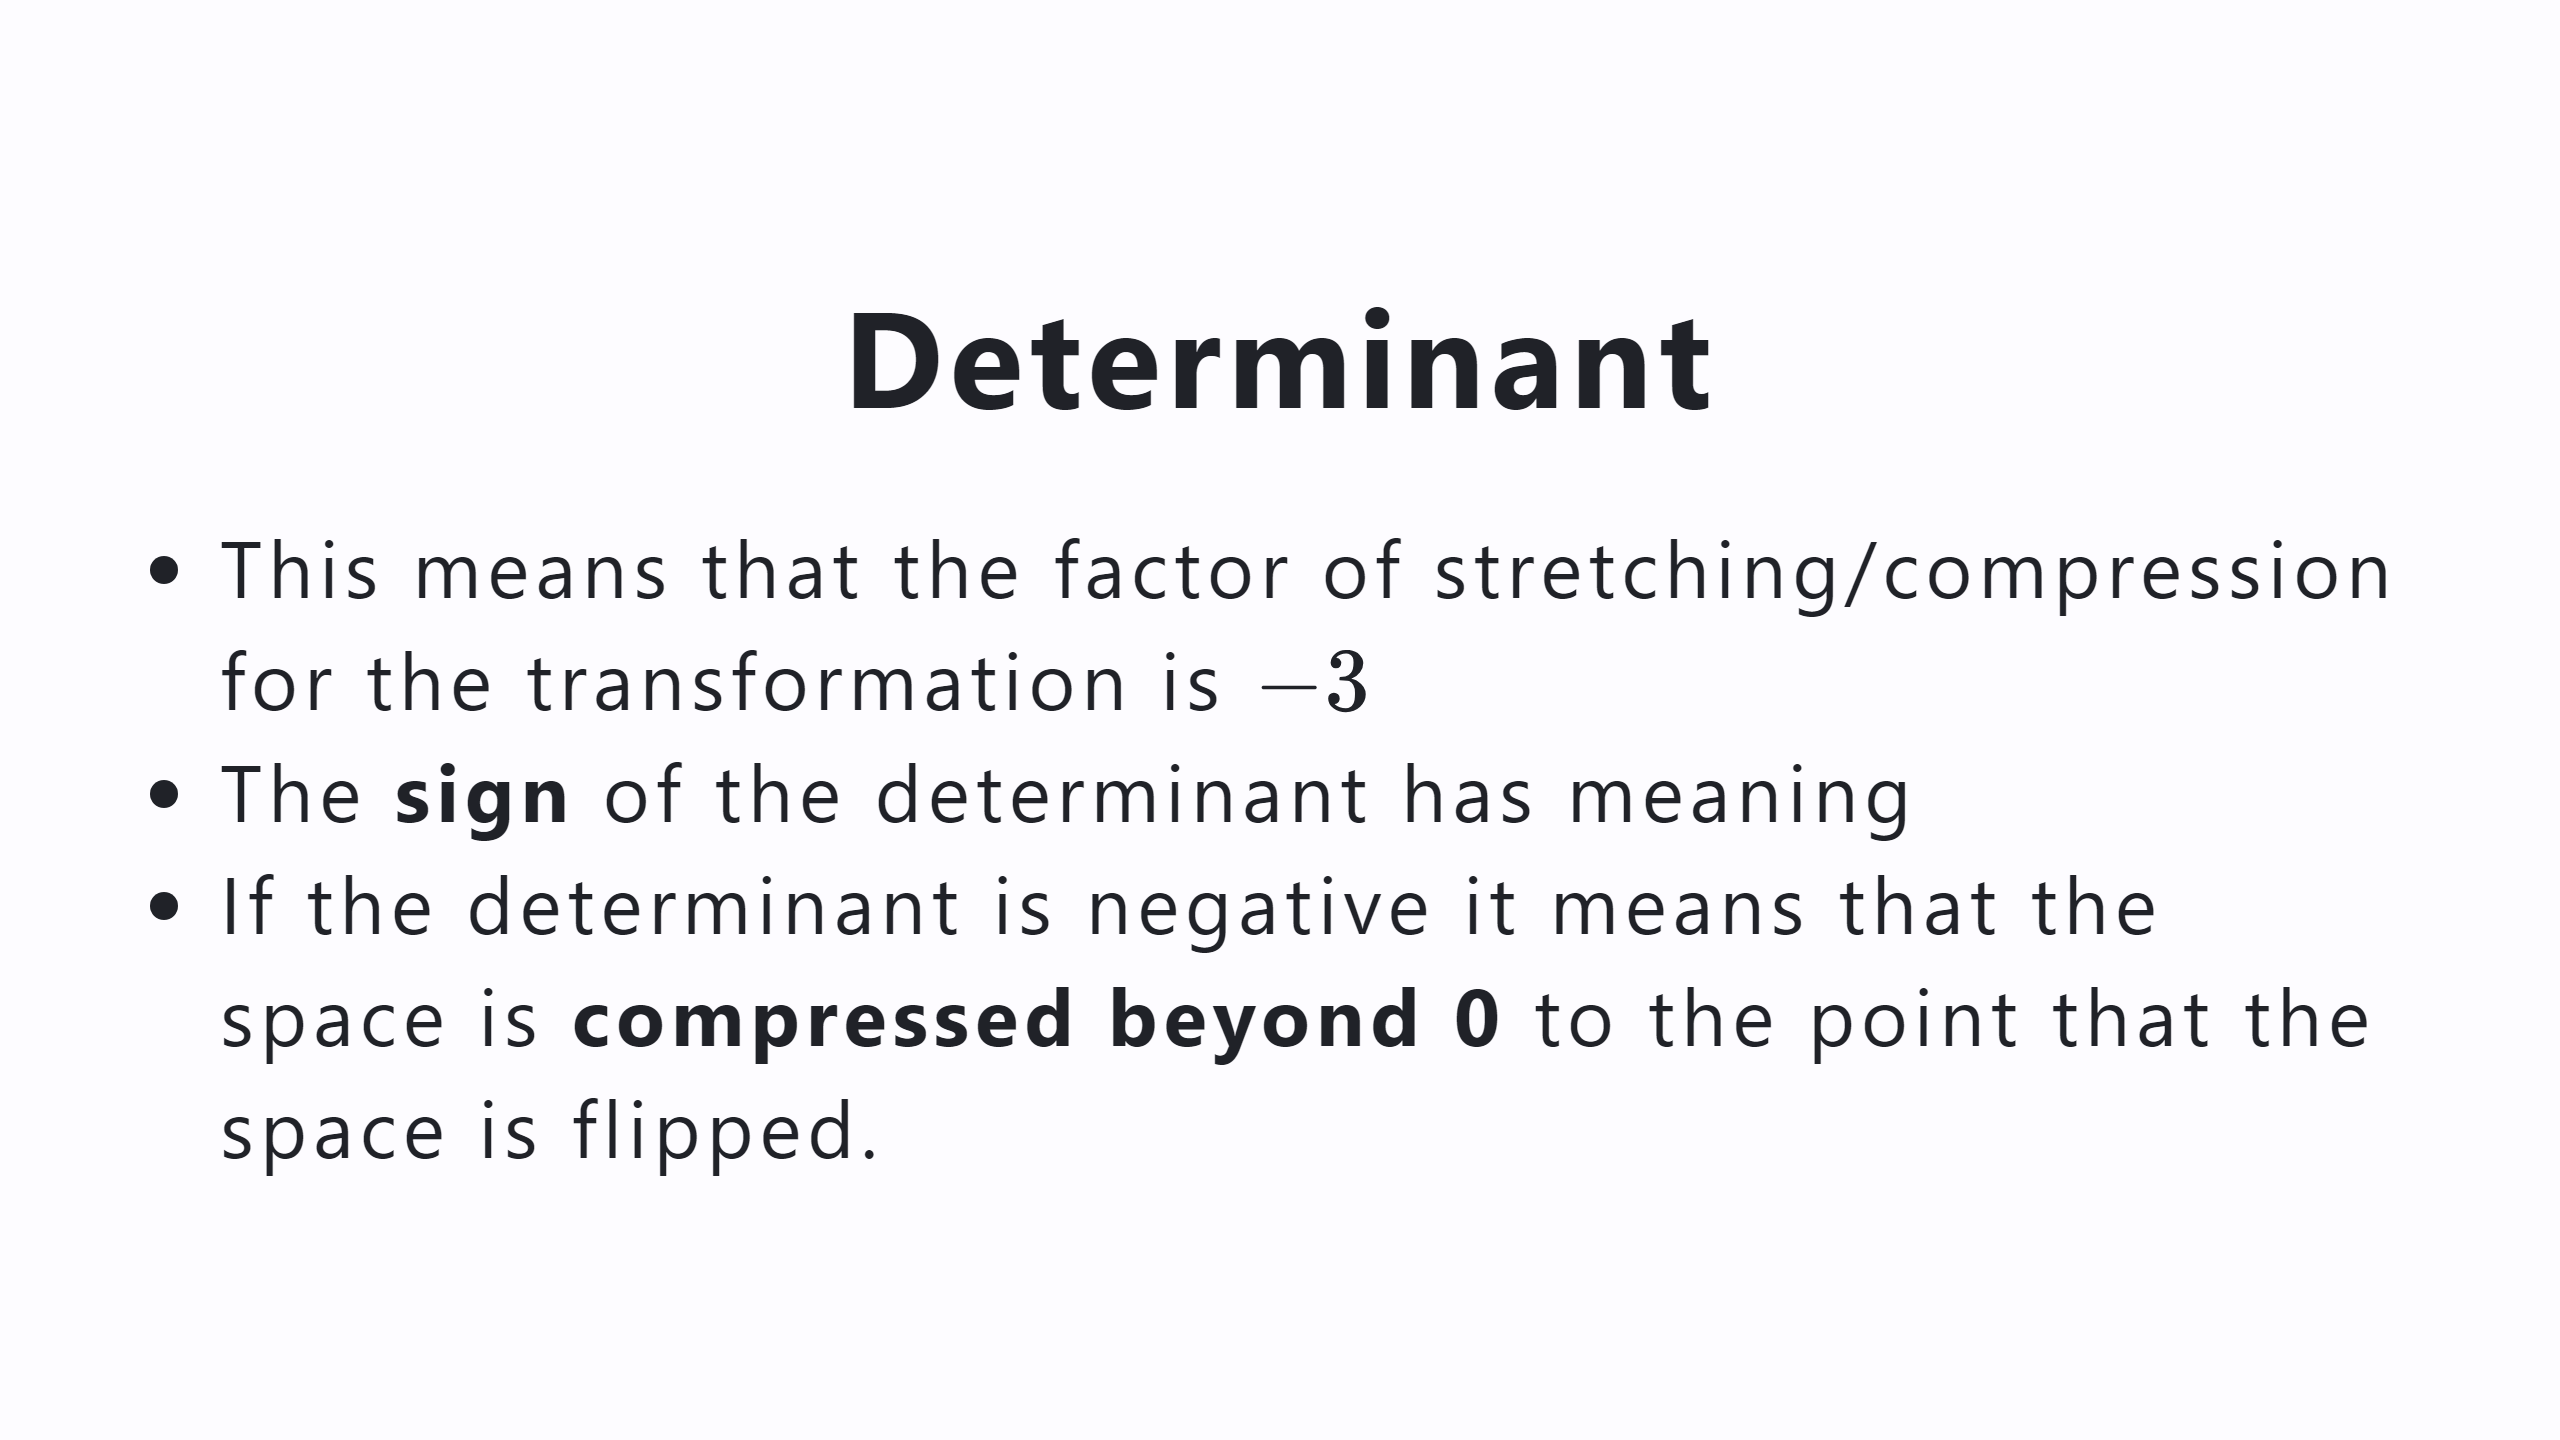 Determinant
• This means that the factor of stretching/compression
for the transformation is −3
• The sign of the determinant has meaning
• If the determinant is negative it means that the
space is compressed beyond 0 to the point that the
space is flipped.